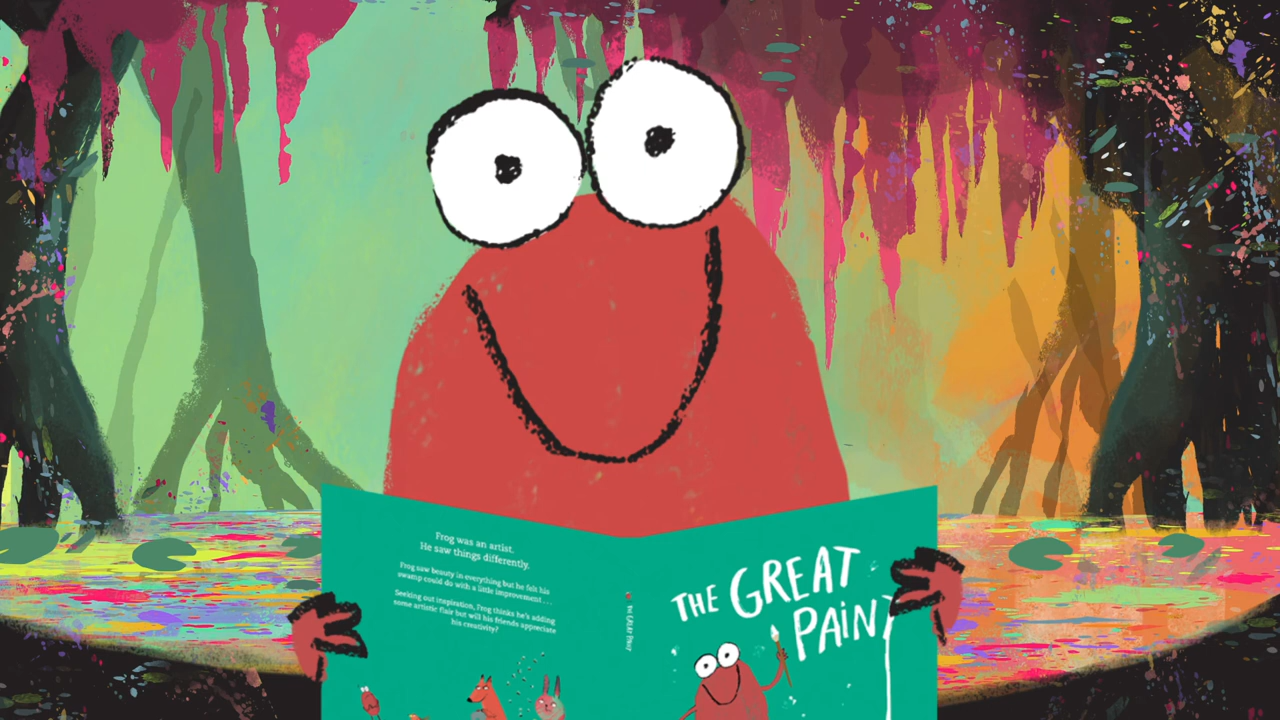 Frog was an artist.
He saw things differently.
Frog saw beauty in everything but he felt his
swamp could do with a little improvement . . .
Seeking out inspiration, Frog thinks he's adding
some artistic flair but will his friends appreciate
his creativity?
THE GREAT PAINT
THE GREAT
PAINT